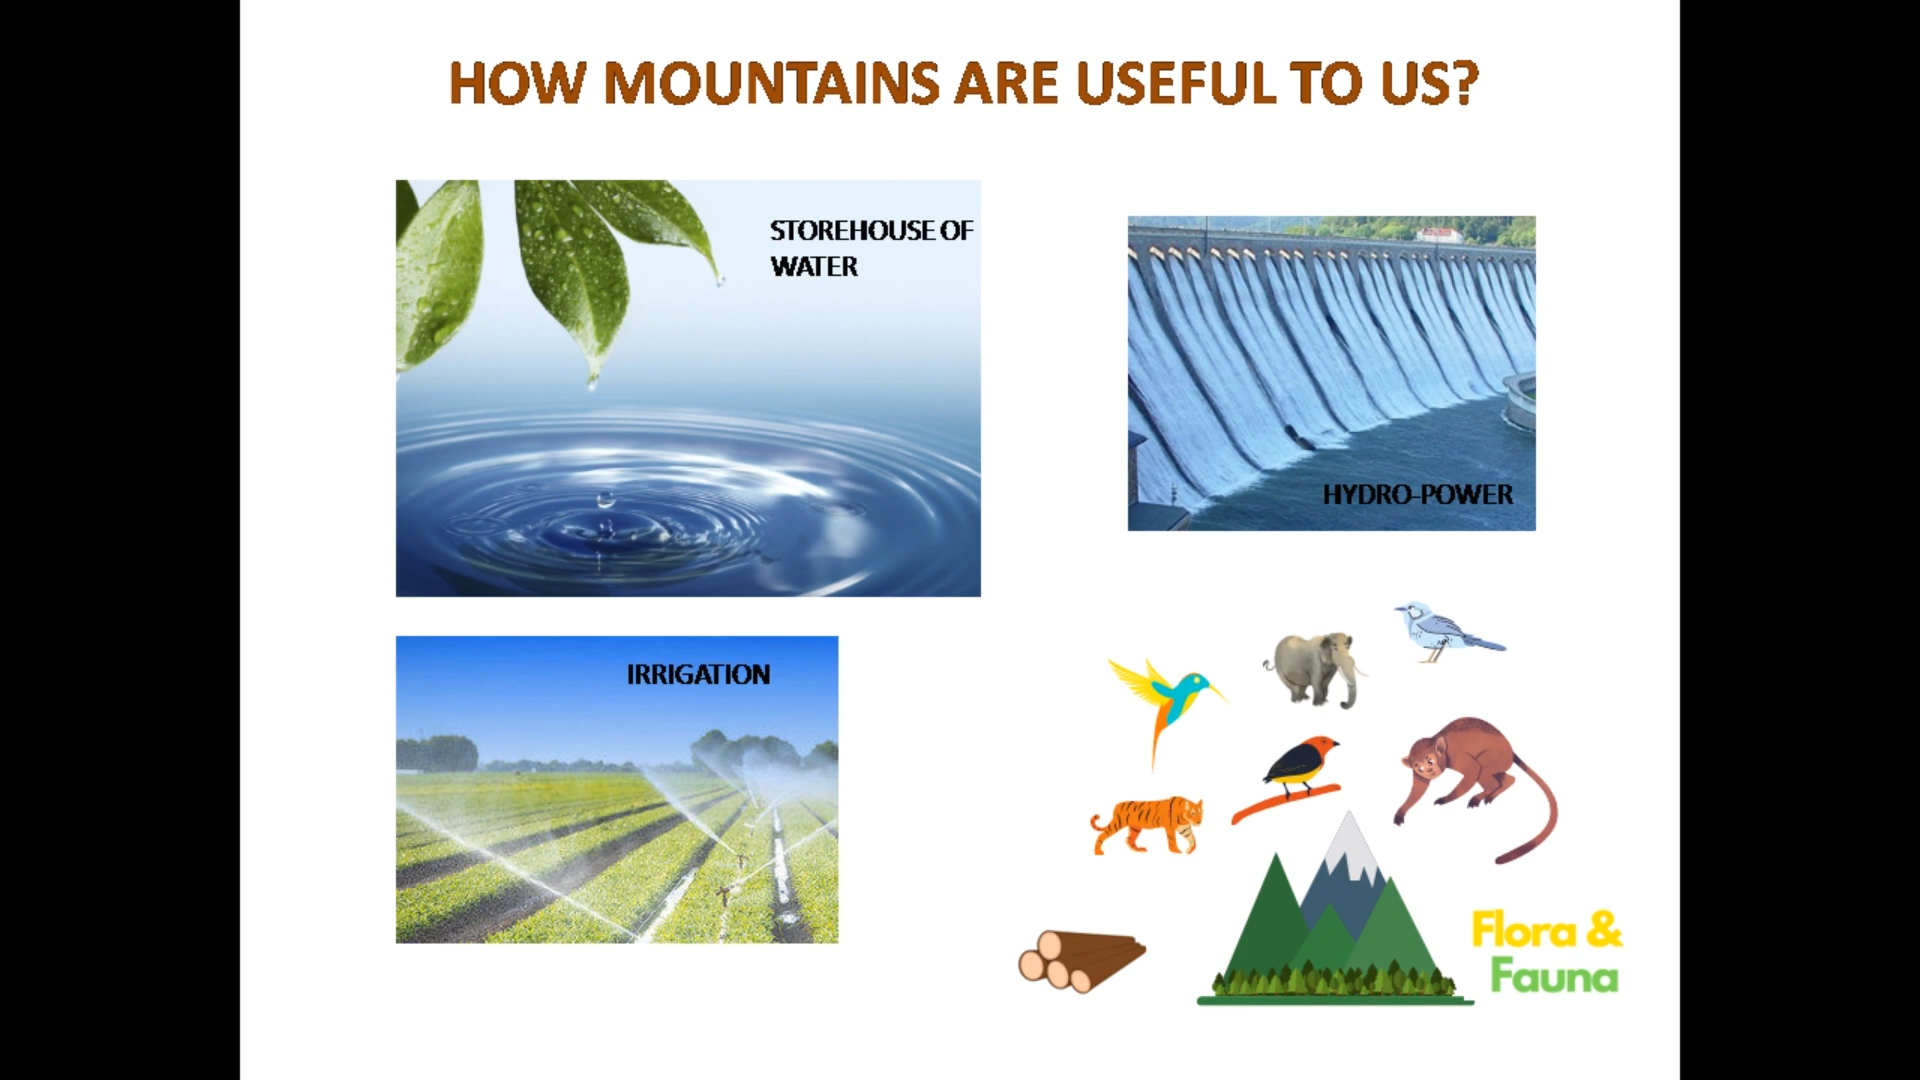 HOW MOUNTAINS ARE USEFUL TO US?
STOREHOUSE OF
WATER
HYDRO-POWER
IRRIGATION
Flora &
Fauna